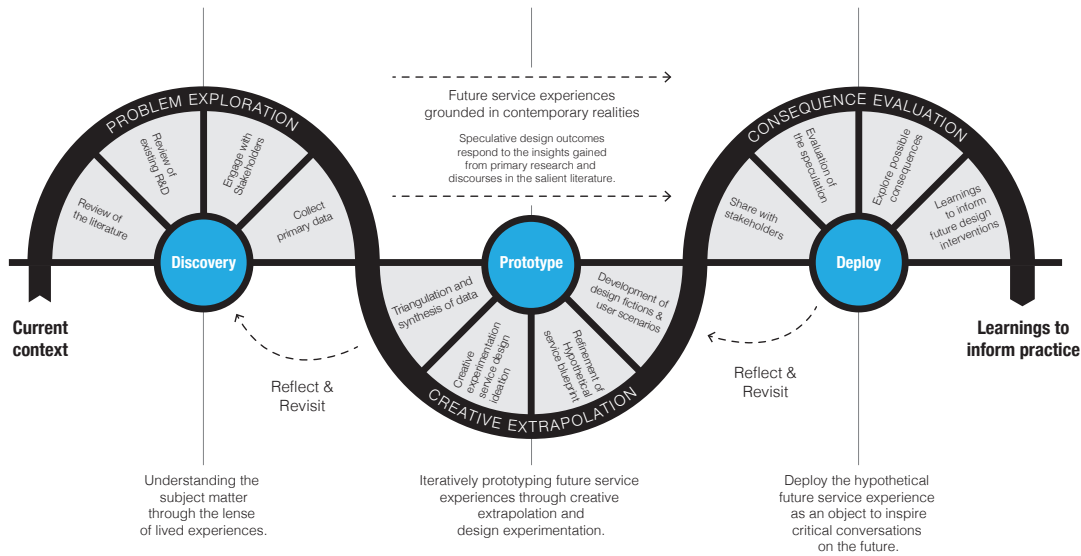 PROBLEM EXPLORATION
Review of
the literature
Review of
existing R&D
Engage with
Stakeholders
Collect
primary data
Discovery
Current
context
Reflect &
Revisit
Understanding the
subject matter
through the lense
of lived experiences.
Future service experiences
grounded in contemporary realities
Speculative design outcomes
respond to the insights gained
from primary research and
discourses in the salient literature.
Prototype
Triangulation and
synthesis of data
Creative
experimentation
service design
ideation
Refinement of
Hypothetical
service blueprint
Development of
design fictions &
user scenarios
CREATIVE EXTRAPOLATION
Iteratively prototyping future service
experiences through creative
extrapolation and
design experimentation.
CONSEQUENCE EVALUATION
Share with
stakeholders
Evaluation of
the speculation
Explore possible
consequences
Learnings
to inform
future design
interventions
Deploy
Reflect &
Revisit
Learnings to
inform practice
Deploy the hypothetical
future service experience
as an object to inspire
critical conversations
on the future.